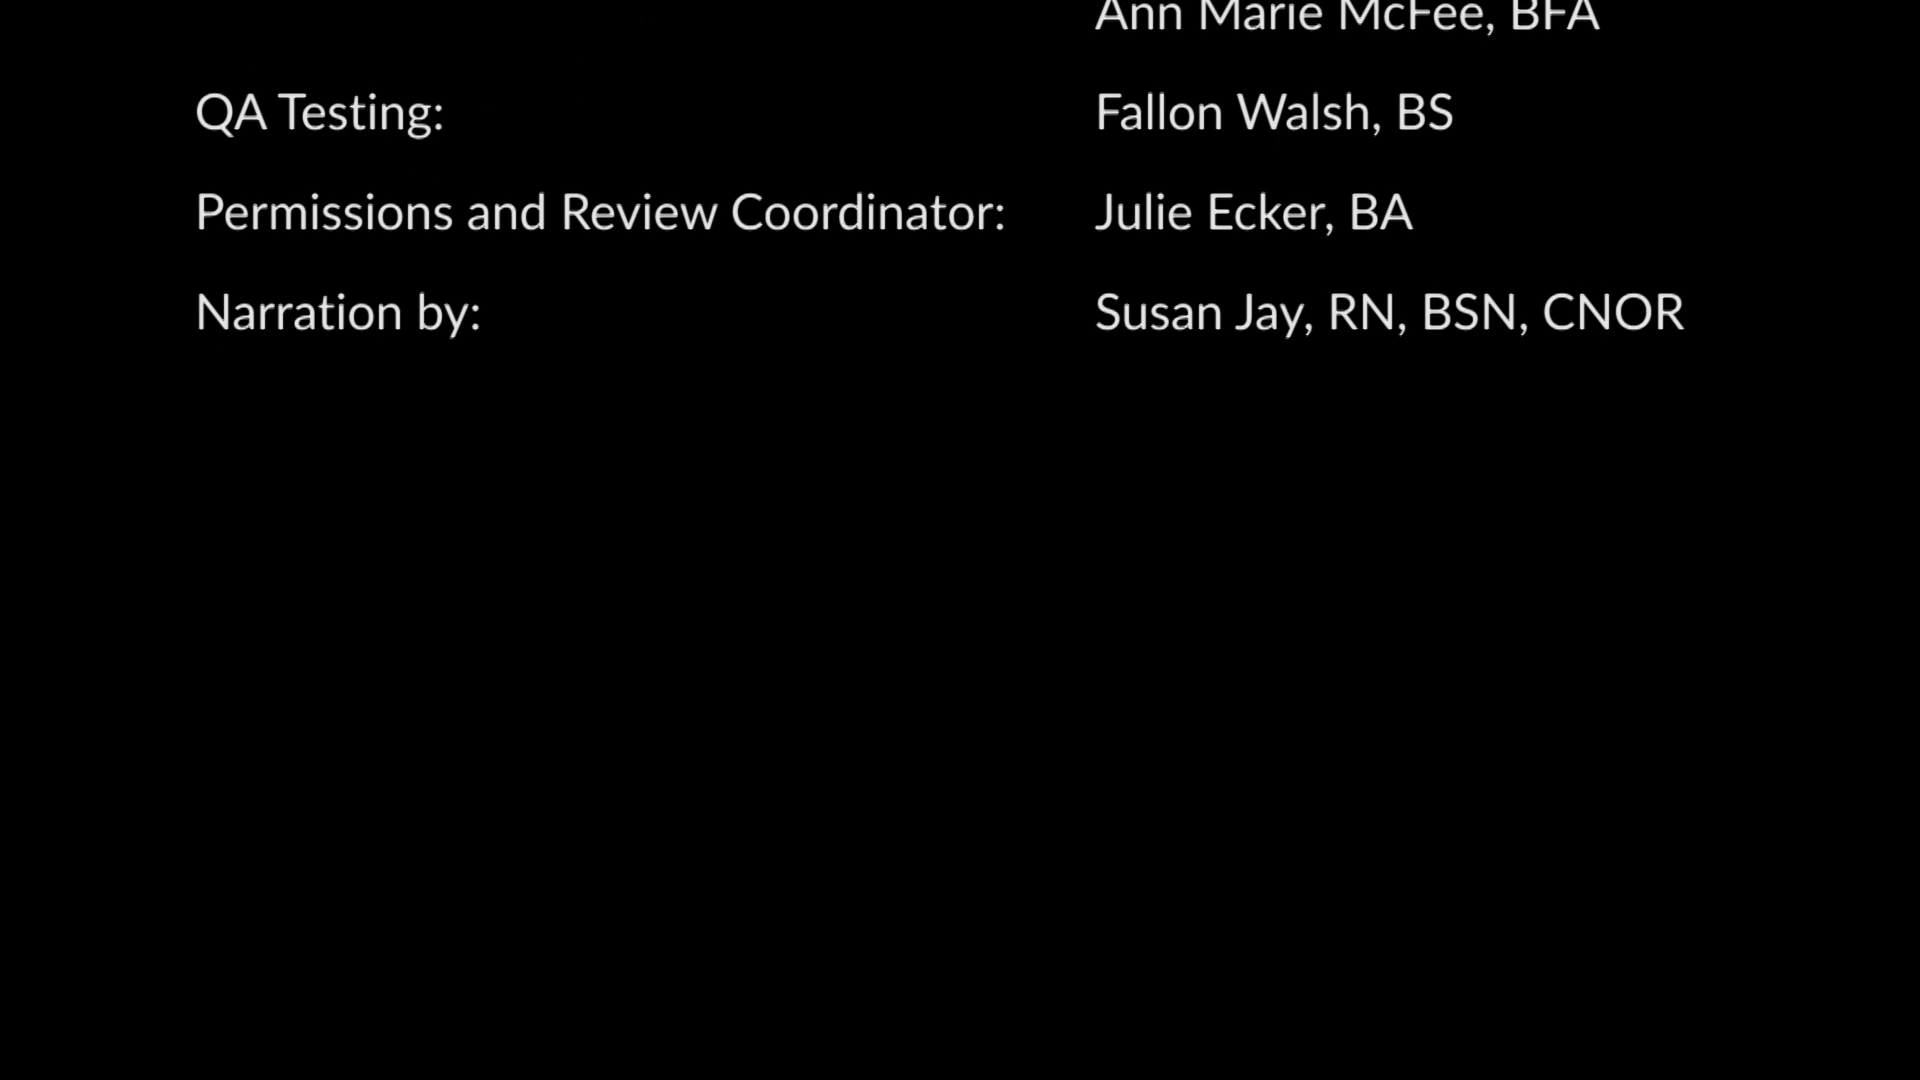 Ann Marie McFee, BFA
QA Testing: Fallon Walsh, BS
Permissions and Review Coordinator: Julie Ecker, BA
Narration by: Susan Jay, RN, BSN, CNOR